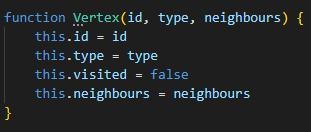 function Vertex(id, type, neighbours) {
    this.id = id
    this.type = type
    this.visited = false
    this.neighbours = neighbours
}